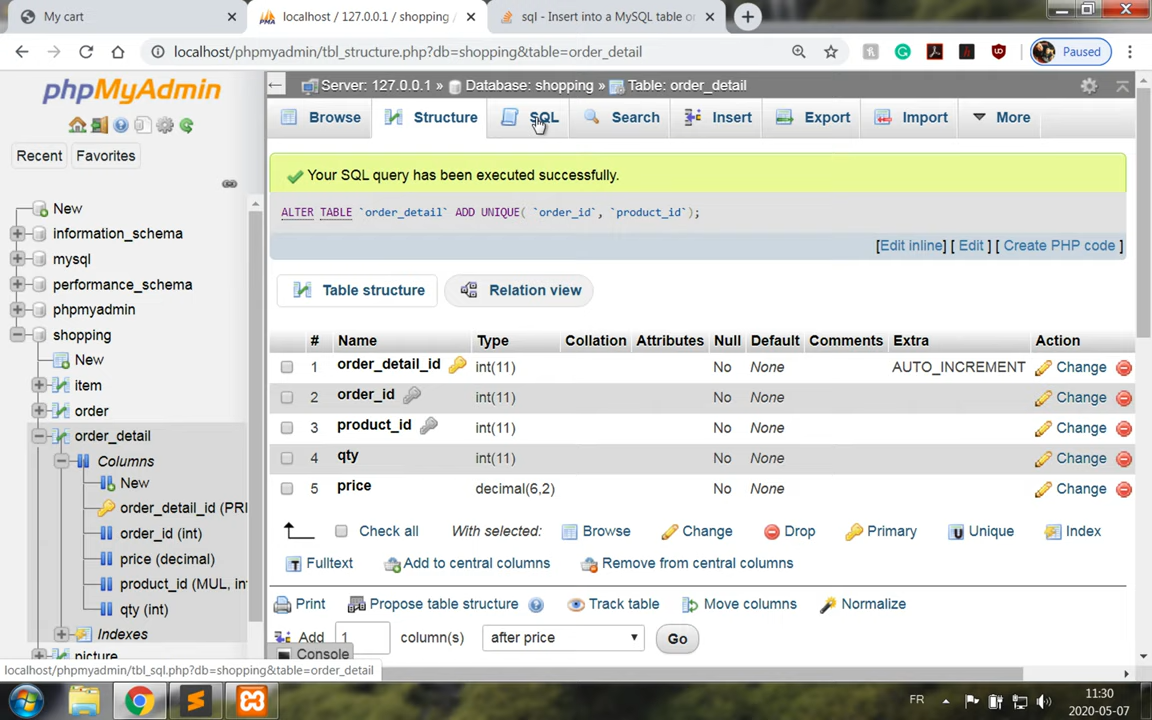 My cart
localhost / 127.0.0.1 / shopping /
sql - Insert into a MySQL table o
localhost/phpmyadmin/tbl_structure.php?db=shopping&table=order_detail
Paused
phpMyAdmin
Recent
Favorites
New
information_schema
mysql
performance_schema
phpmyadmin
shopping
New
item
order
order_detail
Columns
New
order_detail_id (PRI
order_id (int)
price (decimal)
product_id (MUL, in
qty (int)
Indexes
picture
Server: 127.0.0.1 » Database: shopping » Table: order_detail
Browse
Structure
SQL
Search
Insert
Export
Import
More
Your SQL query has been executed successfully.
ALTER TABLE `order_detail` ADD UNIQUE( `order_id`, `product_id`);
[Edit inline] [ Edit ] [ Create PHP code ]
Table structure
Relation view
# Name Type Collation Attributes Null Default Comments Extra Action
1 order_detail_id int(11) No None AUTO_INCREMENT Change
2 order_id int(11) No None Change
3 product_id int(11) No None Change
4 qty int(11) No None Change
5 price decimal(6,2) No None Change
Check all With selected: Browse Change Drop Primary Unique Index
Fulltext Add to central columns Remove from central columns
Print Propose table structure Track table Move columns Normalize
Add 1 column(s) after price Go
Console
localhost/phpmyadmin/tbl_sql.php?db=shopping&table=order_detail
FR
11:30
2020-05-07